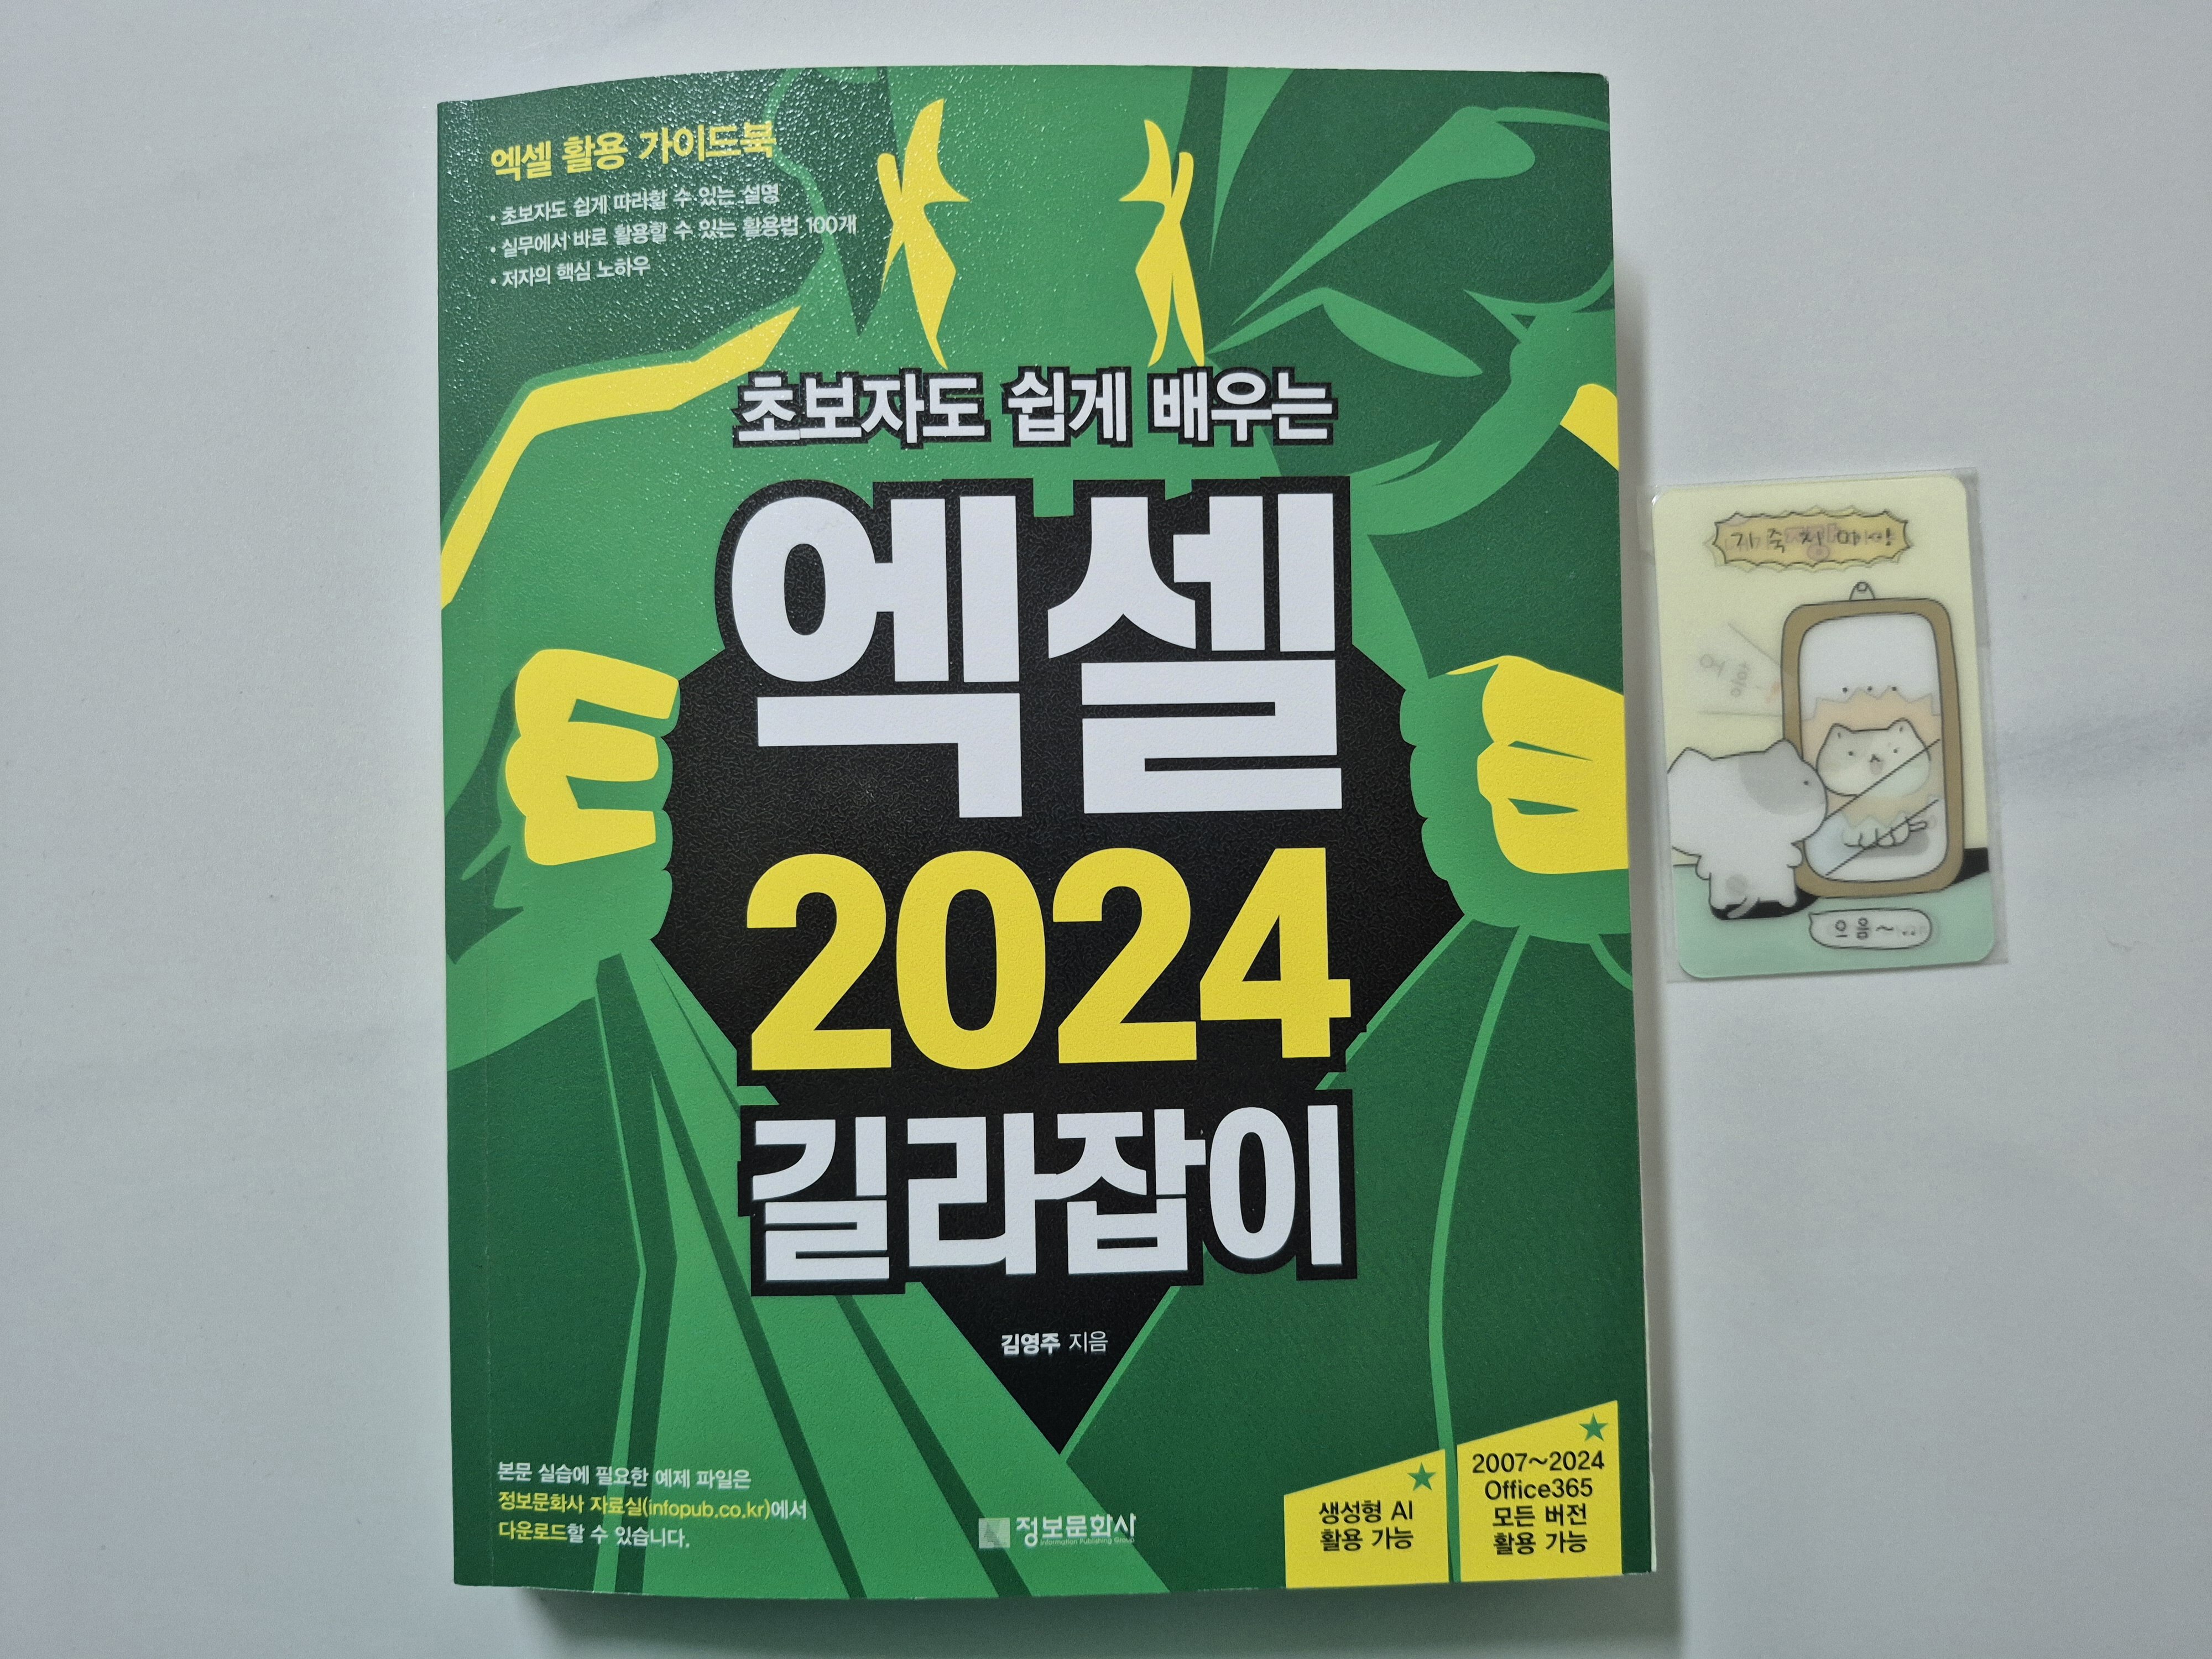 엑셀 활용 가이드북
• 초보자도 쉽게 따라할 수 있는 설명
• 실무에서 바로 활용할 수 있는 활용법 100개
• 저자의 핵심 노하우
초보자도 쉽게 배우는
엑셀
2024
길라잡이
김영주 지음
본문 실습에 필요한 예제 파일은
정보문화사 자료실(infopub.co.kr)에서
다운로드할 수 있습니다.
정보문화사
Information Publishing Group
생성형 AI
활용 가능
2007~2024
Office365
모든 버전
활용 가능
어흥
으음~